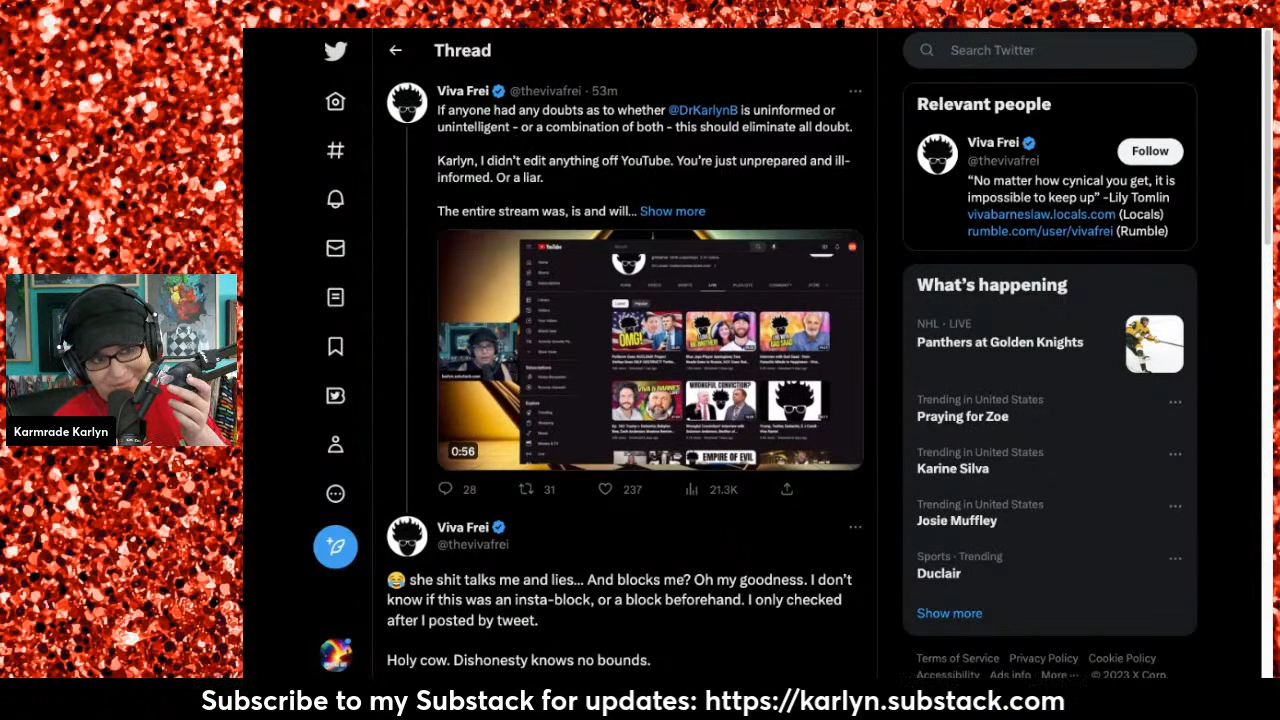 Thread
Viva Frei @thevivafrei · 53m
If anyone had any doubts as to whether @DrKarlynB is uninformed or
unintelligent - or a combination of both - this should eliminate all doubt.
Karlyn, I didn't edit anything off YouTube. You're just unprepared and ill-
informed. Or a liar.
The entire stream was, is and will... Show more
YouTube
OMG!
WRONGFUL CONVICTION?
EMPIRE OF EVIL
0:56
28
31
237
21.3K
Viva Frei
@thevivafrei
😂 she shit talks me and lies... And blocks me? Oh my goodness. I don't
know if this was an insta-block, or a block beforehand. I only checked
after I posted by tweet.
Holy cow. Dishonesty knows no bounds.
Search Twitter
Relevant people
Viva Frei
@thevivafrei
Follow
“No matter how cynical you get, it is
impossible to keep up” -Lily Tomlin
vivabarneslaw.locals.com (Locals)
rumble.com/user/vivafrei (Rumble)
What's happening
NHL · LIVE
Panthers at Golden Knights
Trending in United States
Praying for Zoe
Trending in United States
Karine Silva
Trending in United States
Josie Muffley
Sports · Trending
Duclair
Show more
Terms of Service Privacy Policy Cookie Policy
Accessibility Ads info More ··· © 2023 X Corp.
Karmrade Karlyn
Subscribe to my Substack for updates: https://karlyn.substack.com